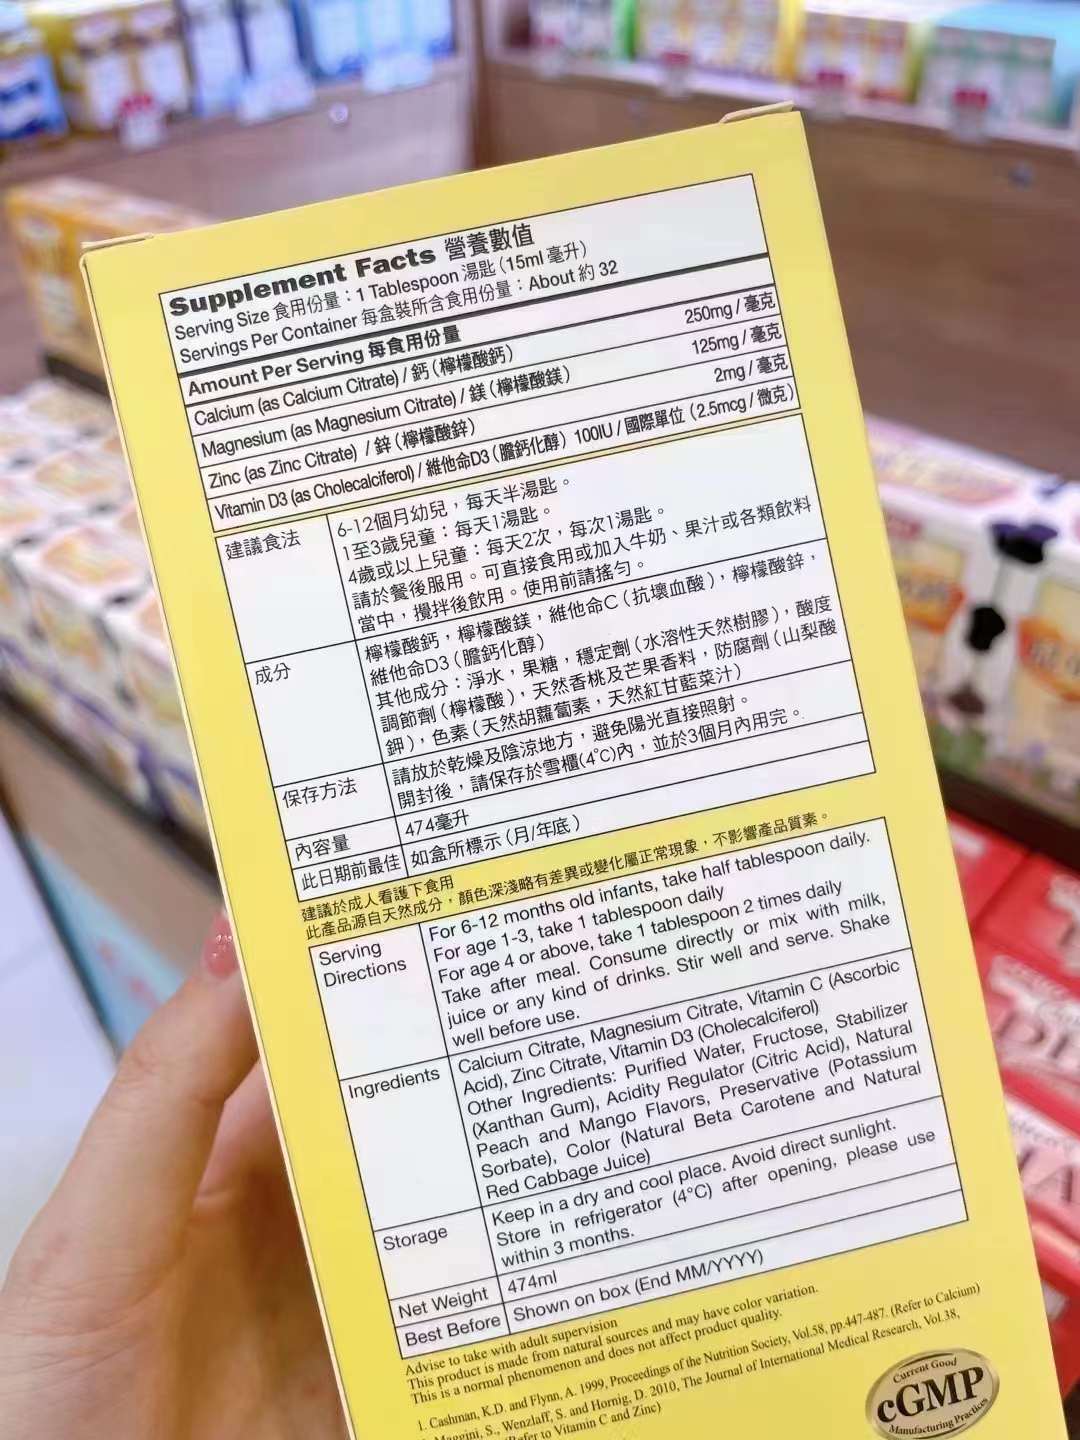 Supplement Facts 營養數值
Serving Size 食用份量：1 Tablespoon 湯匙（15ml 毫升）
Servings Per Container 每盒裝所含食用份量：About 約 32
Amount Per Serving 每食用份量
Calcium (as Calcium Citrate) / 鈣（檸檬酸鈣） 250mg / 毫克
Magnesium (as Magnesium Citrate) / 鎂（檸檬酸鎂） 125mg / 毫克
Zinc (as Zinc Citrate) / 鋅（檸檬酸鋅） 2mg / 毫克
Vitamin D3 (as Cholecalciferol) / 維他命D3（膽鈣化醇） 100IU / 國際單位（2.5mcg / 微克）
建議食法
6-12個月幼兒，每天半湯匙。
1至3歲兒童：每天1湯匙。
4歲或以上兒童：每天2次，每次1湯匙。
請於餐後服用。可直接食用或加入牛奶、果汁或各類飲料
當中，攪拌後飲用。使用前請搖勻。
成分
檸檬酸鈣，檸檬酸鎂，維他命C（抗壞血酸），檸檬酸鋅，
維他命D3（膽鈣化醇）
其他成分：淨水，果糖，穩定劑（水溶性天然樹膠），酸度
調節劑（檸檬酸），天然香桃及芒果香料，防腐劑（山梨酸
鉀），色素（天然胡蘿蔔素，天然紅甘藍菜汁）
保存方法
請放於乾燥及陰涼地方，避免陽光直接照射。
開封後，請保存於雪櫃(4°C)內，並於3個月內用完。
內容量 474毫升
此日期前最佳 如盒所標示（月/年底）
建議於成人看護下食用
此產品源自天然成分，顏色深淺略有差異或變化屬正常現象，不影響產品質素。
Serving
Directions
For 6-12 months old infants, take half tablespoon daily.
For age 1-3, take 1 tablespoon daily
For age 4 or above, take 1 tablespoon 2 times daily
Take after meal. Consume directly or mix with milk,
juice or any kind of drinks. Stir well and serve. Shake
well before use.
Ingredients
Calcium Citrate, Magnesium Citrate, Vitamin C (Ascorbic
Acid), Zinc Citrate, Vitamin D3 (Cholecalciferol)
Other Ingredients: Purified Water, Fructose, Stabilizer
(Xanthan Gum), Acidity Regulator (Citric Acid), Natural
Peach and Mango Flavors, Preservative (Potassium
Sorbate), Color (Natural Beta Carotene and Natural
Red Cabbage Juice)
Storage
Keep in a dry and cool place. Avoid direct sunlight.
Store in refrigerator (4°C) after opening, please use
within 3 months.
Net Weight 474ml
Best Before Shown on box (End MM/YYYY)
Advise to take with adult supervision
This product is made from natural sources and may have color variation.
This is a normal phenomenon and does not affect product quality.
1. Cashman, K.D. and Flynn, A. 1999, Proceedings of the Nutrition Society, Vol.58, pp.447-487. (Refer to Calcium)
Maggini, S., Wenzlaff, S. and Hornig, D. 2010, The Journal of International Medical Research, Vol.38,
(Refer to Vitamin C and Zinc)
Current Good
cGMP
Manufacturing Practices